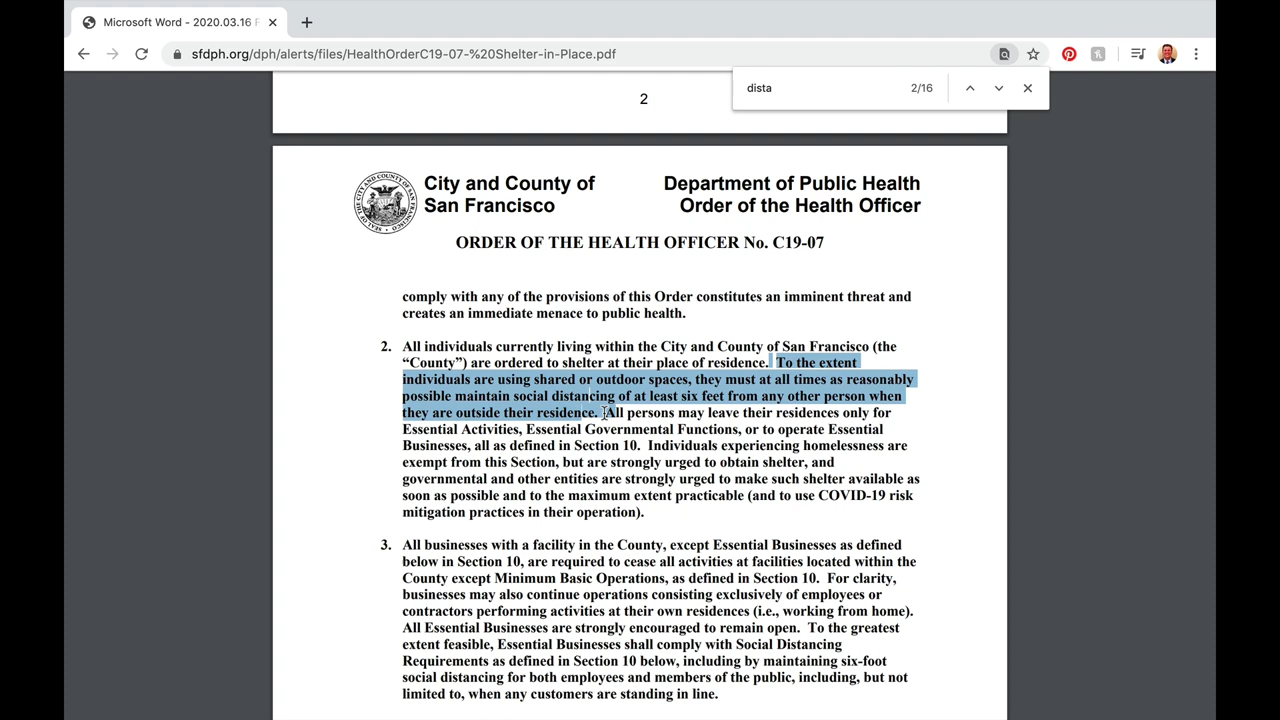 Microsoft Word - 2020.03.16 F
sfdph.org/dph/alerts/files/HealthOrderC19-07-%20Shelter-in-Place.pdf
dista 2/16
2
City and County of
San Francisco
Department of Public Health
Order of the Health Officer
ORDER OF THE HEALTH OFFICER No. C19-07
comply with any of the provisions of this Order constitutes an imminent threat and
creates an immediate menace to public health.
2. All individuals currently living within the City and County of San Francisco (the
“County”) are ordered to shelter at their place of residence. To the extent
individuals are using shared or outdoor spaces, they must at all times as reasonably
possible maintain social distancing of at least six feet from any other person when
they are outside their residence. All persons may leave their residences only for
Essential Activities, Essential Governmental Functions, or to operate Essential
Businesses, all as defined in Section 10. Individuals experiencing homelessness are
exempt from this Section, but are strongly urged to obtain shelter, and
governmental and other entities are strongly urged to make such shelter available as
soon as possible and to the maximum extent practicable (and to use COVID-19 risk
mitigation practices in their operation).
3. All businesses with a facility in the County, except Essential Businesses as defined
below in Section 10, are required to cease all activities at facilities located within the
County except Minimum Basic Operations, as defined in Section 10. For clarity,
businesses may also continue operations consisting exclusively of employees or
contractors performing activities at their own residences (i.e., working from home).
All Essential Businesses are strongly encouraged to remain open. To the greatest
extent feasible, Essential Businesses shall comply with Social Distancing
Requirements as defined in Section 10 below, including by maintaining six-foot
social distancing for both employees and members of the public, including, but not
limited to, when any customers are standing in line.